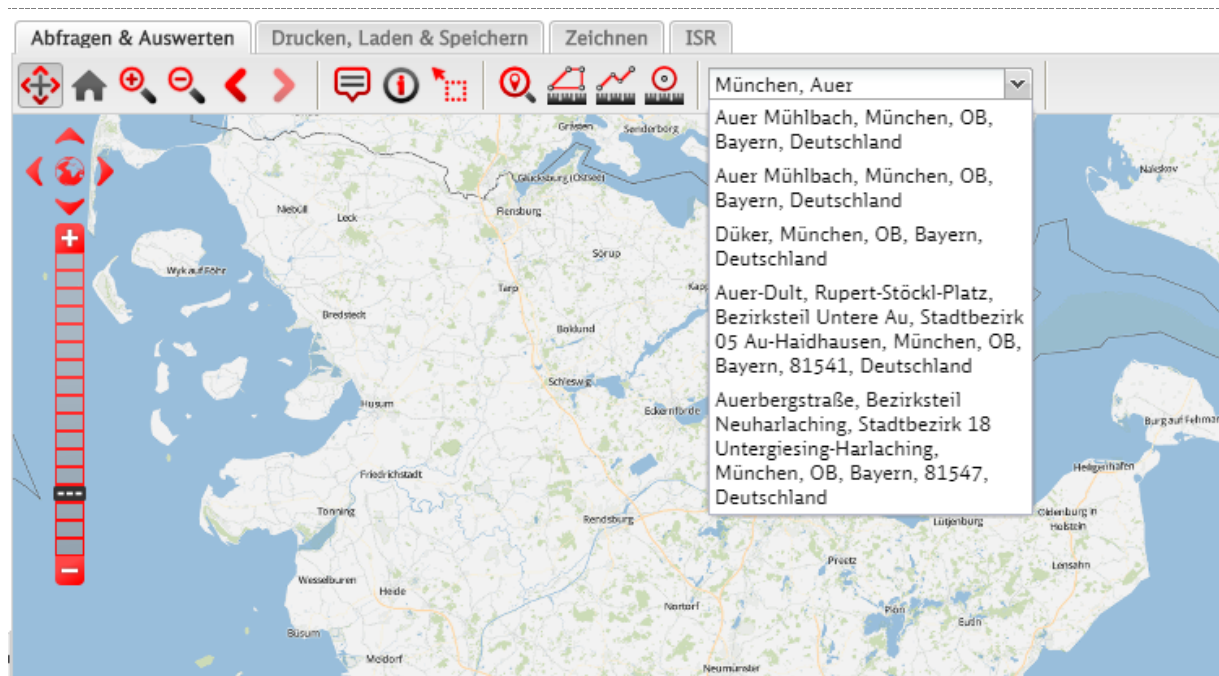 Abfragen & Auswerten
Drucken, Laden & Speichern
Zeichnen
ISR
München, Auer
Auer Mühlbach, München, OB,
Bayern, Deutschland
Auer Mühlbach, München, OB,
Bayern, Deutschland
Düker, München, OB, Bayern,
Deutschland
Auer-Dult, Rupert-Stöckl-Platz,
Bezirksteil Untere Au, Stadtbezirk
05 Au-Haidhausen, München, OB,
Bayern, 81541, Deutschland
Auerbergstraße, Bezirksteil
Neuharlaching, Stadtbezirk 18
Untergiesing-Harlaching,
München, OB, Bayern, 81547,
Deutschland
Gråsten
Sønderborg
Nakskov
Glücksburg (Ostsee)
Niebüll
Leck
Flensburg
Sörup
Wyk auf Föhr
Tarp
Kapp
Bredstedt
Böklund
Schleswig
Husum
Eckernförde
Burg auf Fehmar
Friedrichstadt
Heiligenhafen
Tönning
Rendsburg
Lütjenburg
Oldenburg in
Holstein
Preetz
Lensahn
Wesselburen
Heide
Nortorf
Plön
Eutin
Büsum
Meldorf
Neumünster